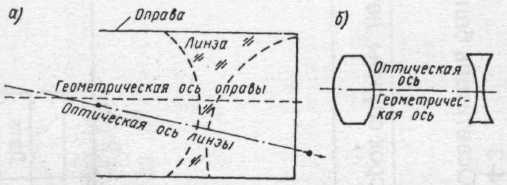 а)
Оправа
Линза
Геометрическая ось оправы
Оптическая ось линзы
б)
Оптическая
ось
Геометричес-
кая ось